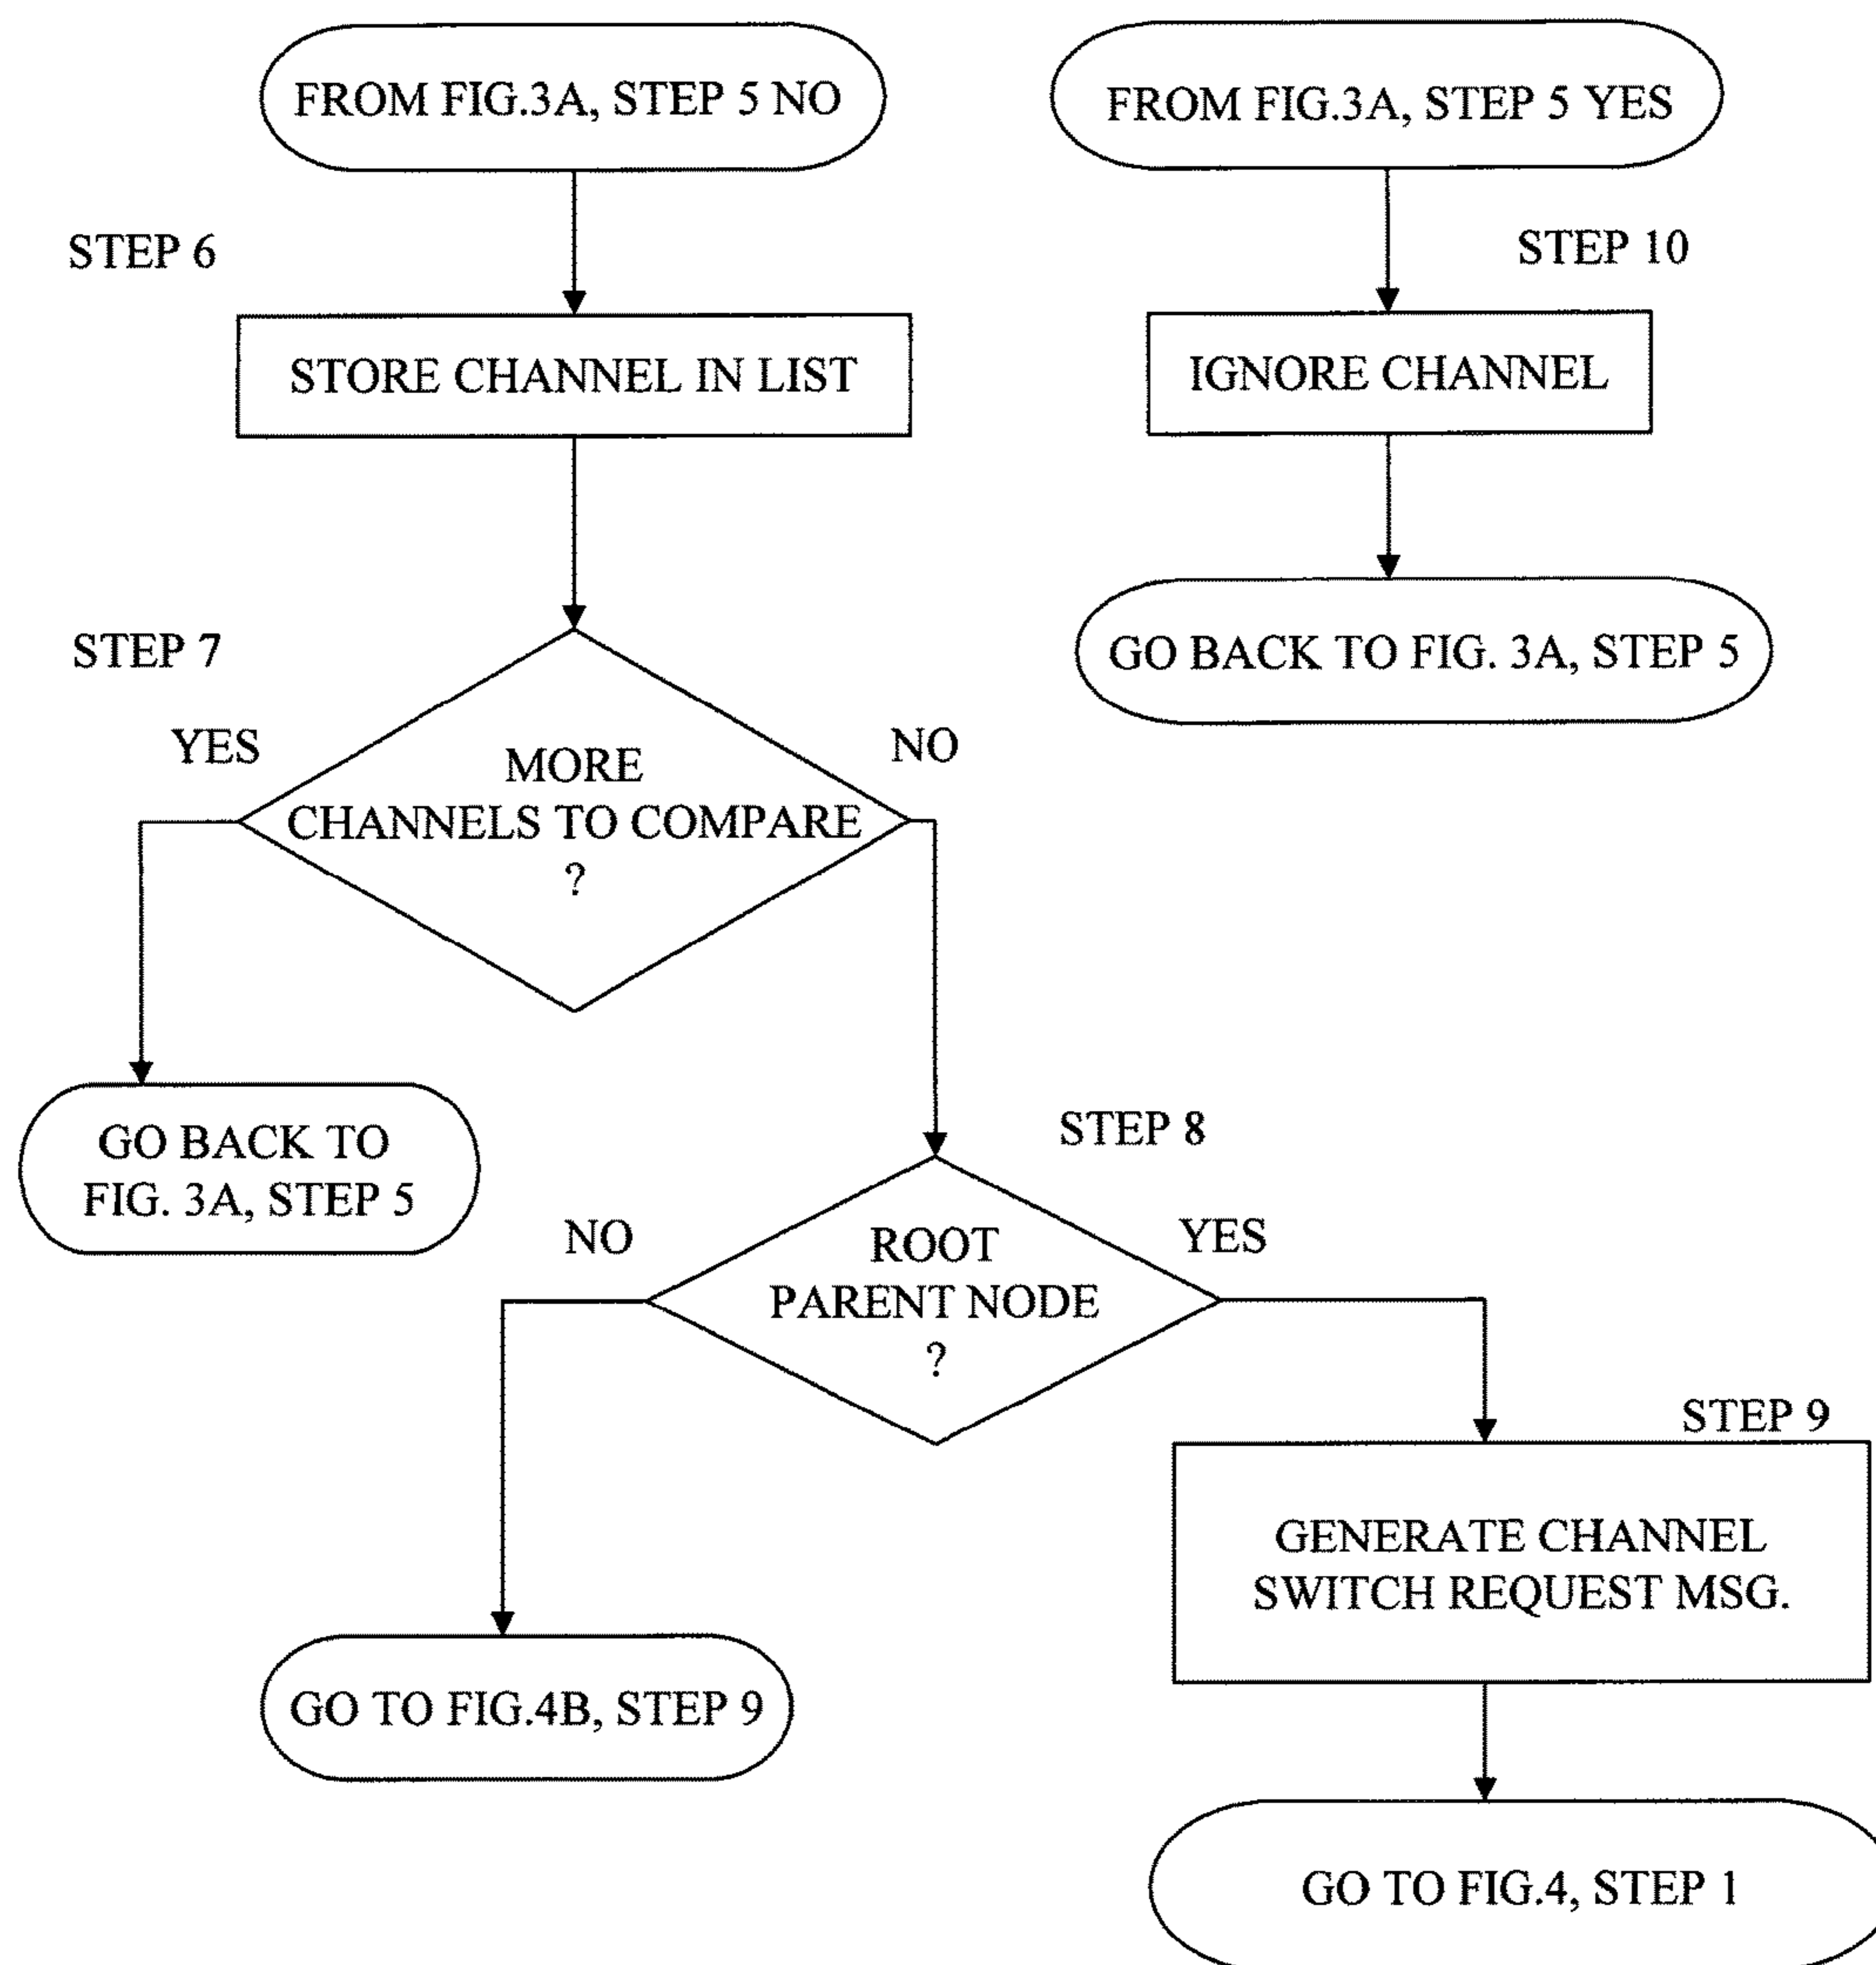 FROM FIG.3A, STEP 5 NO
FROM FIG.3A, STEP 5 YES
STEP 6
STEP 10
STORE CHANNEL IN LIST
IGNORE CHANNEL
STEP 7
GO BACK TO FIG. 3A, STEP 5
YES
NO
MORE
CHANNELS TO COMPARE
?
GO BACK TO
FIG. 3A, STEP 5
STEP 8
NO
YES
ROOT
PARENT NODE
?
STEP 9
GENERATE CHANNEL
SWITCH REQUEST MSG.
GO TO FIG.4B, STEP 9
GO TO FIG.4, STEP 1